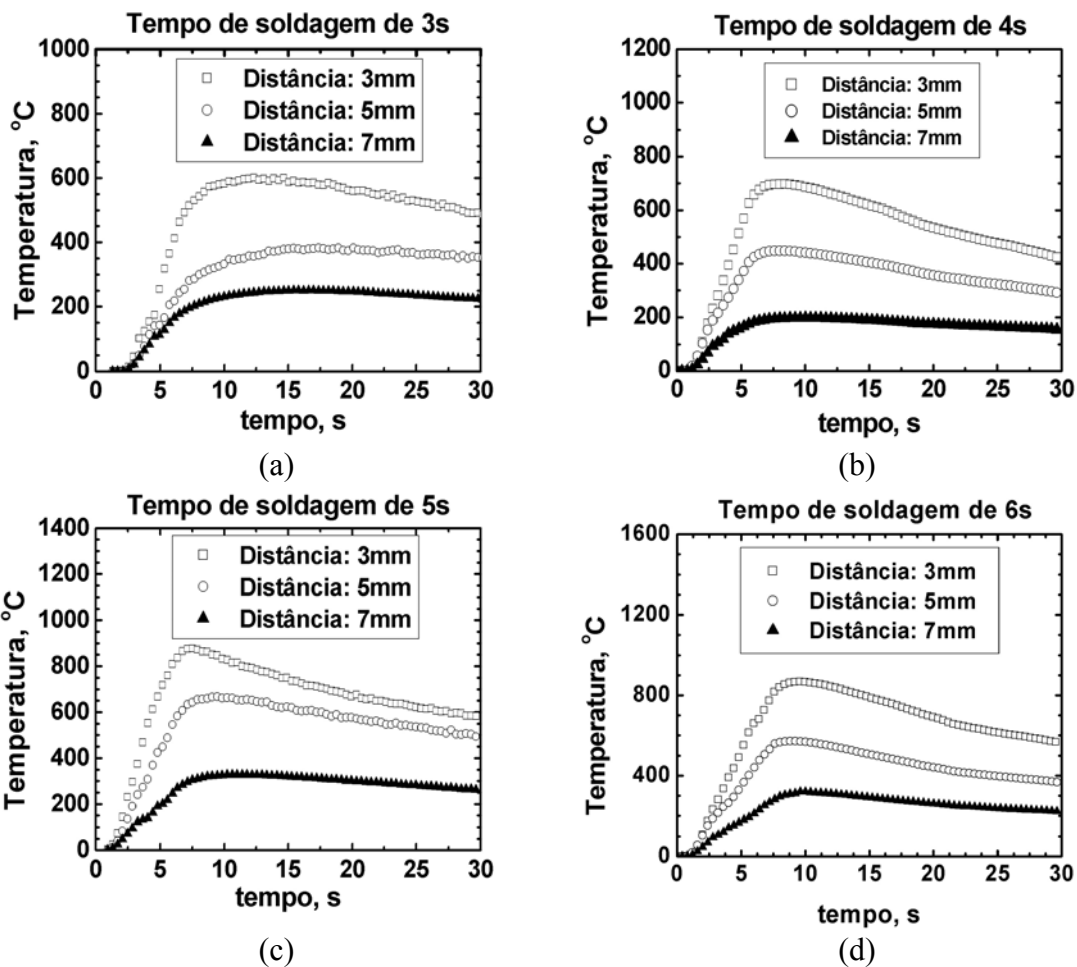 Tempo de soldagem de 3s
Temperatura, °C
1000
800
600
400
200
0
Distância: 3mm
Distância: 5mm
Distância: 7mm
0 5 10 15 20 25 30
tempo, s
(a)
Tempo de soldagem de 4s
Temperatura, °C
1200
1000
800
600
400
200
0
Distância: 3mm
Distância: 5mm
Distância: 7mm
0 5 10 15 20 25 30
tempo, s
(b)
Tempo de soldagem de 5s
Temperatura, °C
1400
1200
1000
800
600
400
200
0
Distância: 3mm
Distância: 5mm
Distância: 7mm
0 5 10 15 20 25 30
tempo, s
(c)
Tempo de soldagem de 6s
Temperatura, °C
1600
1200
800
400
0
Distância: 3mm
Distância: 5mm
Distância: 7mm
0 5 10 15 20 25 30
tempo, s
(d)